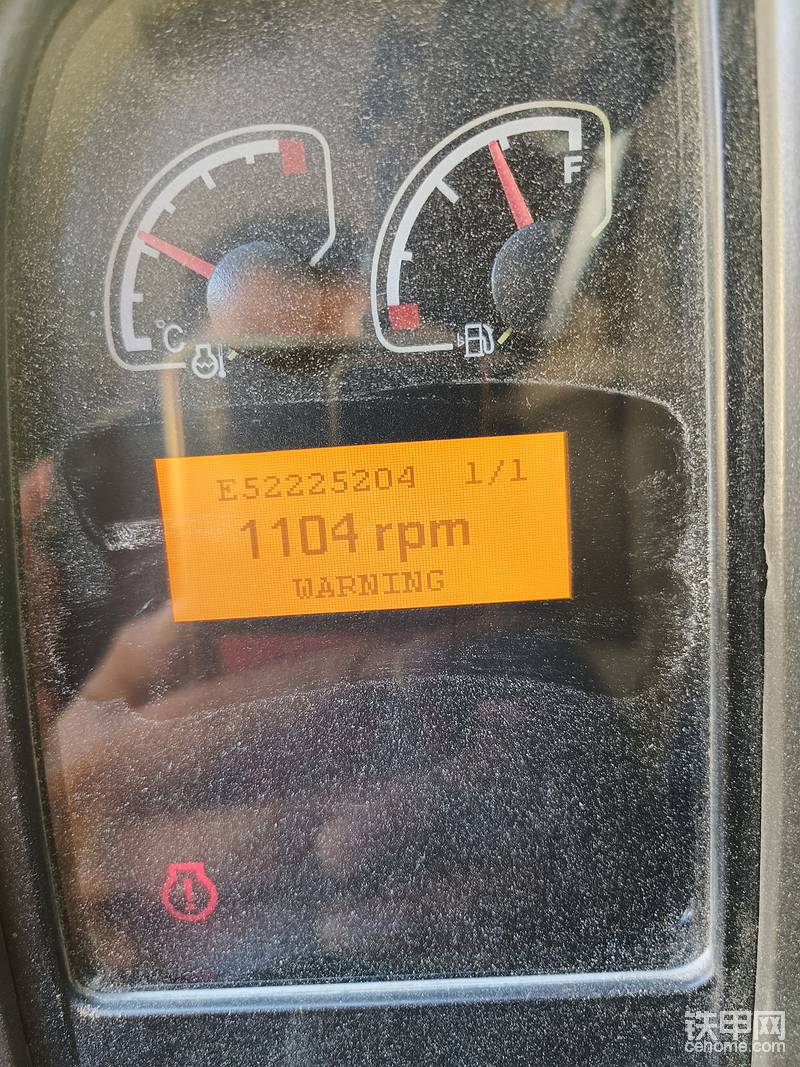 F
°C
E52225204 1/1
1104 rpm
WARNING
铁甲网
cehome.com